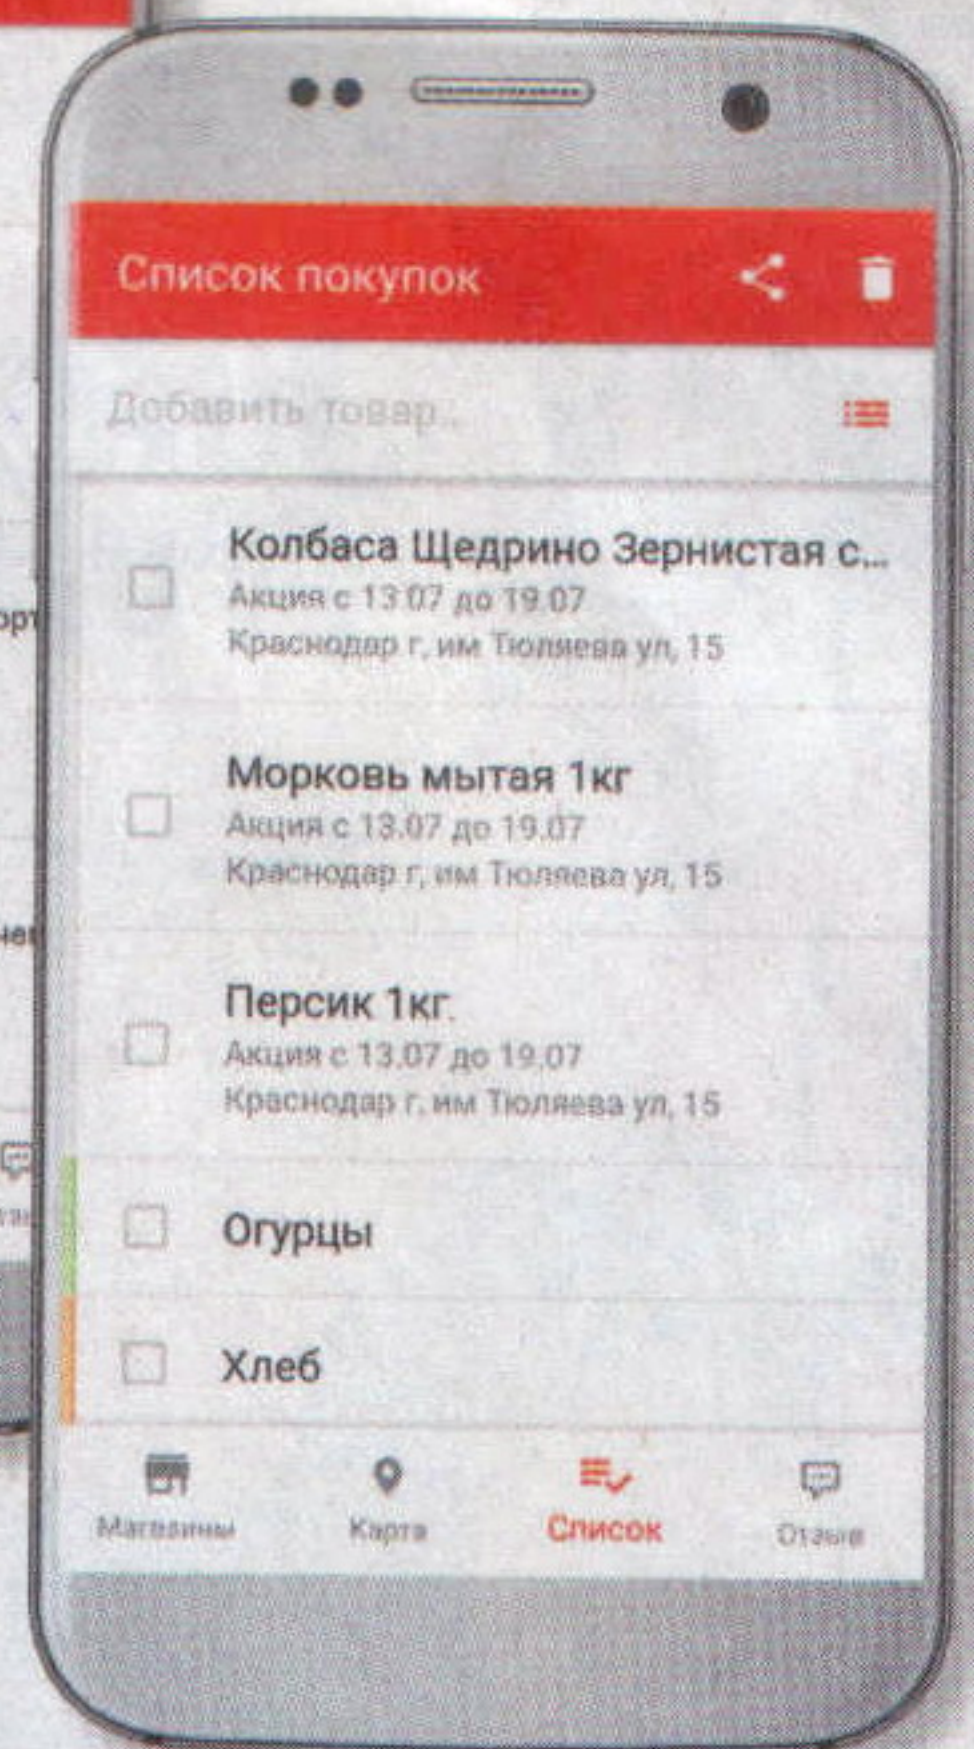 Список покупок
Добавить товар..
Колбаса Щедрино Зернистая с...
Акция с 13.07 до 19.07
Краснодар г, им Тюляева ул, 15
Морковь мытая 1кг
Акция с 13.07 до 19.07
Краснодар г, им Тюляева ул, 15
Персик 1кг.
Акция с 13.07 до 19.07
Краснодар г, им Тюляева ул, 15
Огурцы
Хлеб
Магазины Карта Список Отзыв